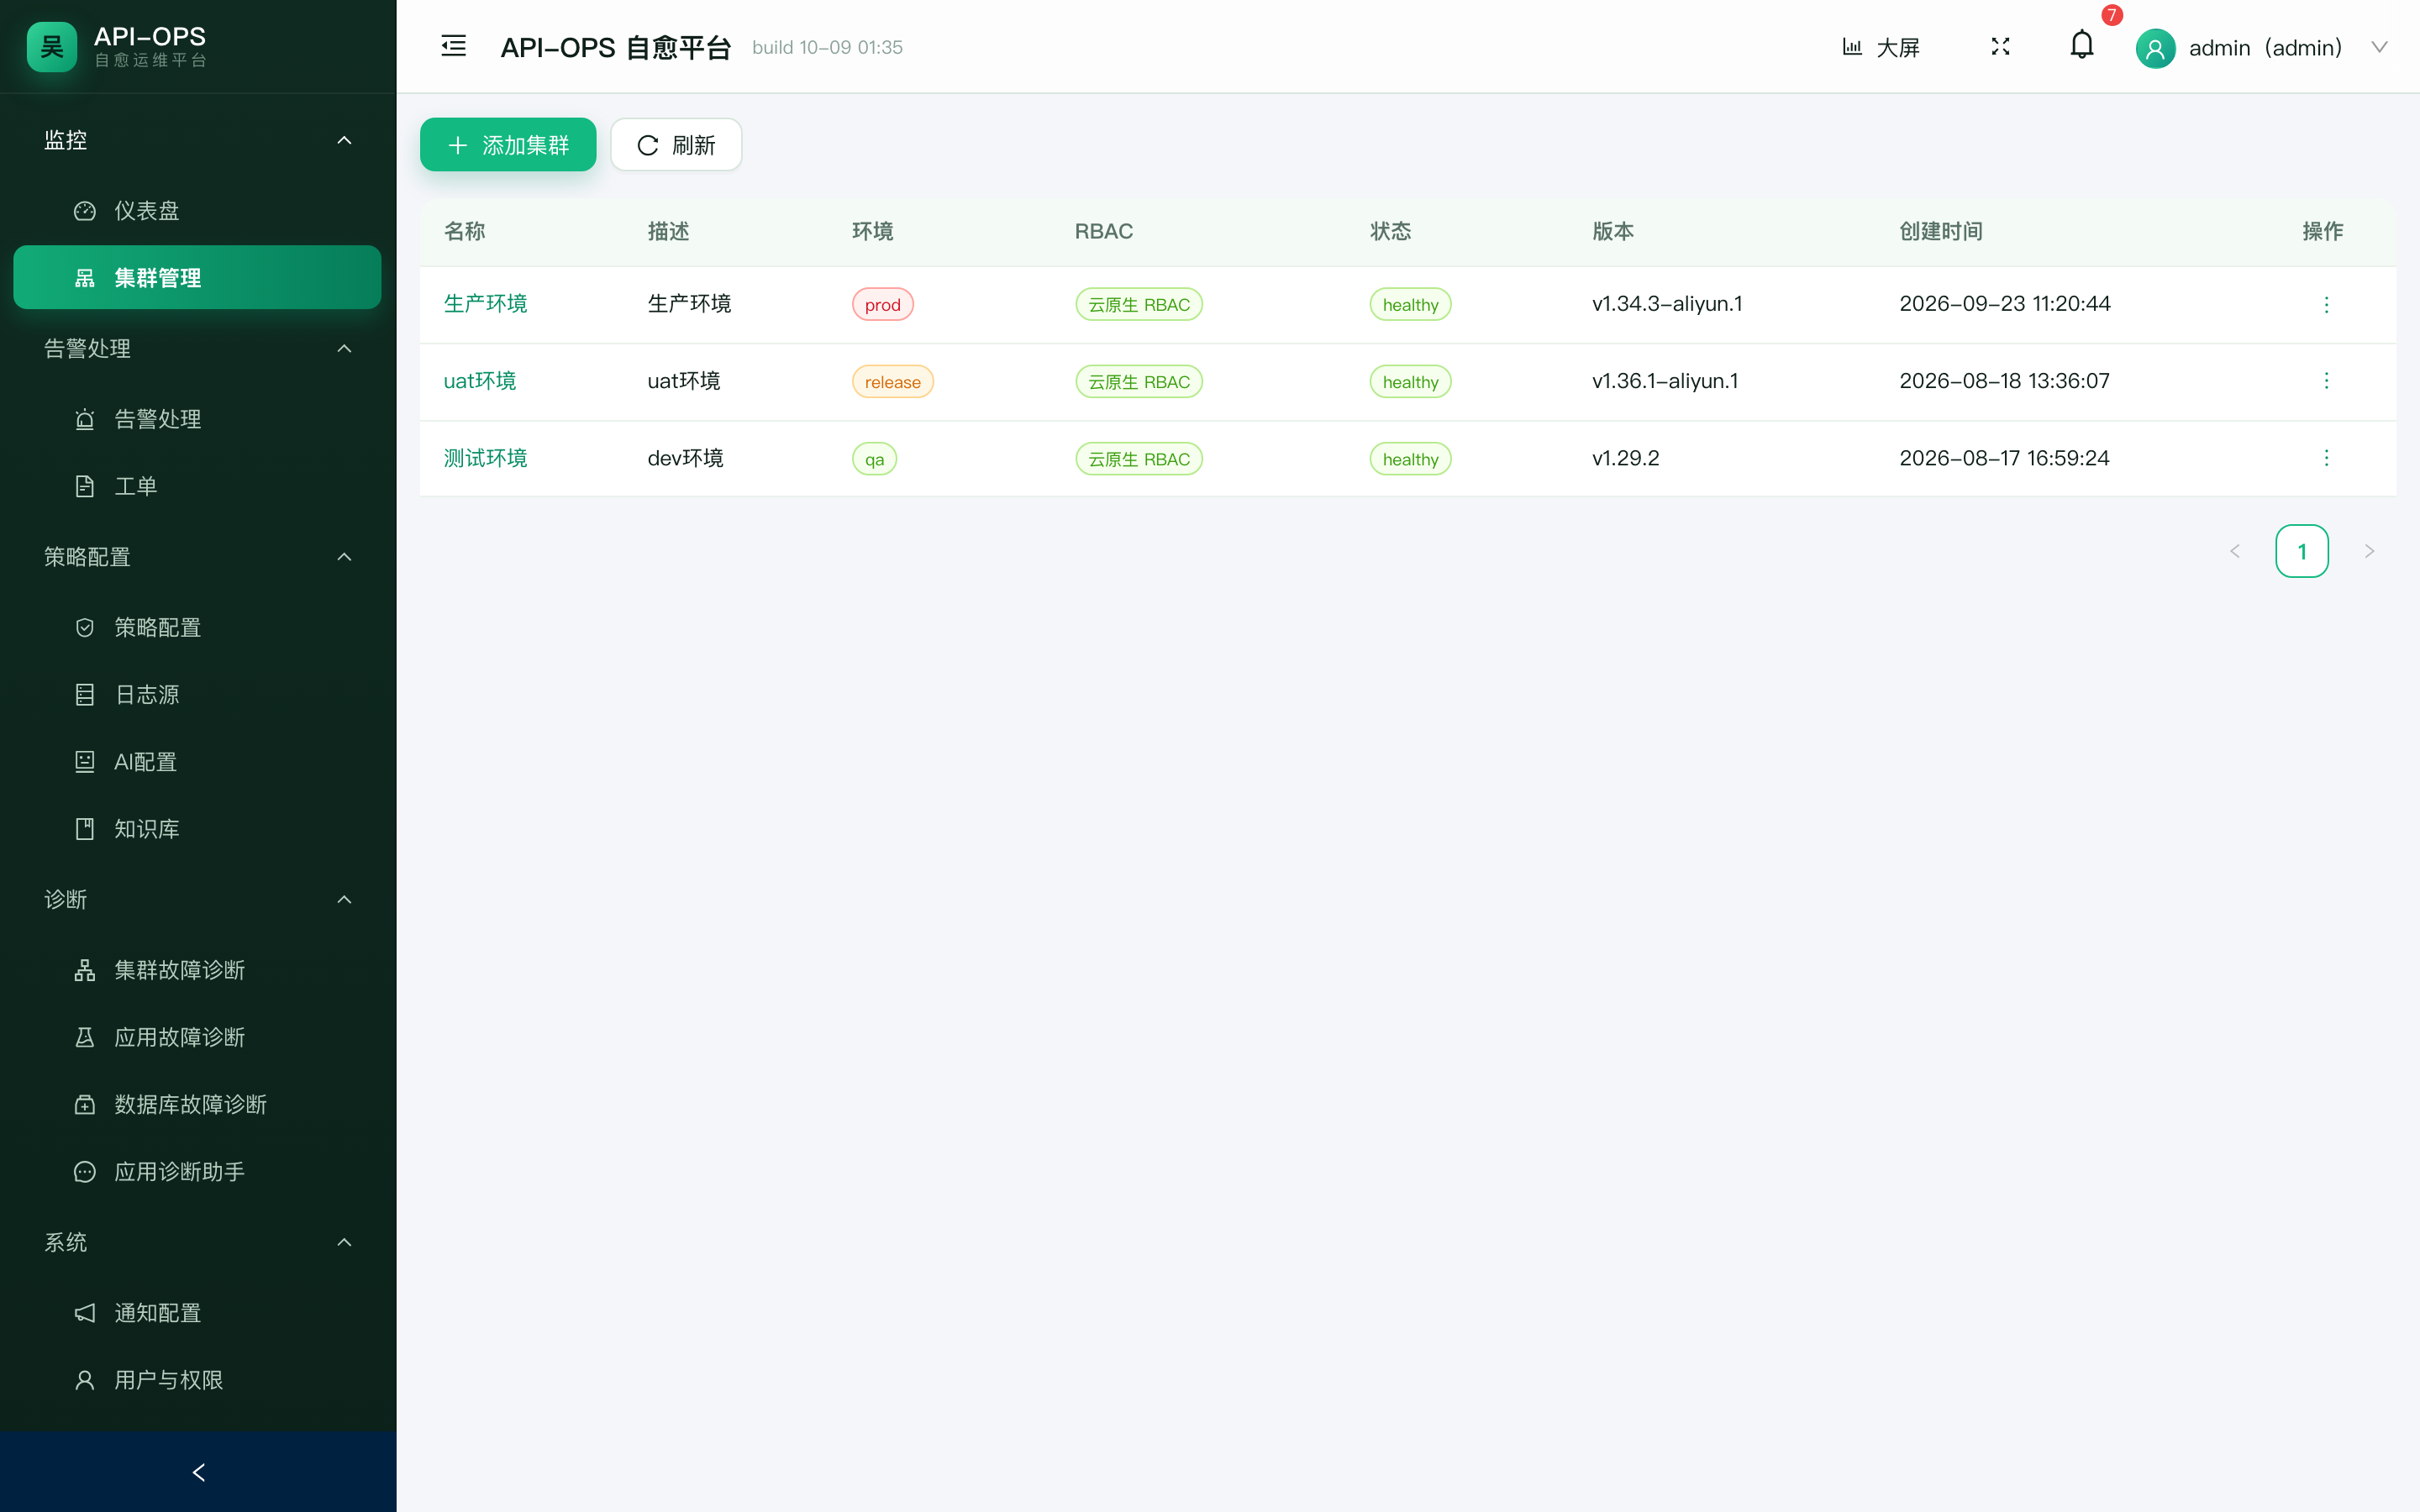 吴
API-OPS
自愈运维平台
API-OPS 自愈平台 build 10-09 01:35
大屏
7
admin（admin）
监控
仪表盘
集群管理
告警处理
告警处理
工单
策略配置
策略配置
日志源
AI配置
知识库
诊断
集群故障诊断
应用故障诊断
数据库故障诊断
应用诊断助手
系统
通知配置
用户与权限
添加集群 刷新
名称 描述 环境 RBAC 状态 版本 创建时间 操作
生产环境 生产环境 prod 云原生 RBAC healthy v1.34.3-aliyun.1 2026-09-23 11:20:44
uat环境 uat环境 release 云原生 RBAC healthy v1.36.1-aliyun.1 2026-08-18 13:36:07
测试环境 dev环境 qa 云原生 RBAC healthy v1.29.2 2026-08-17 16:59:24
1